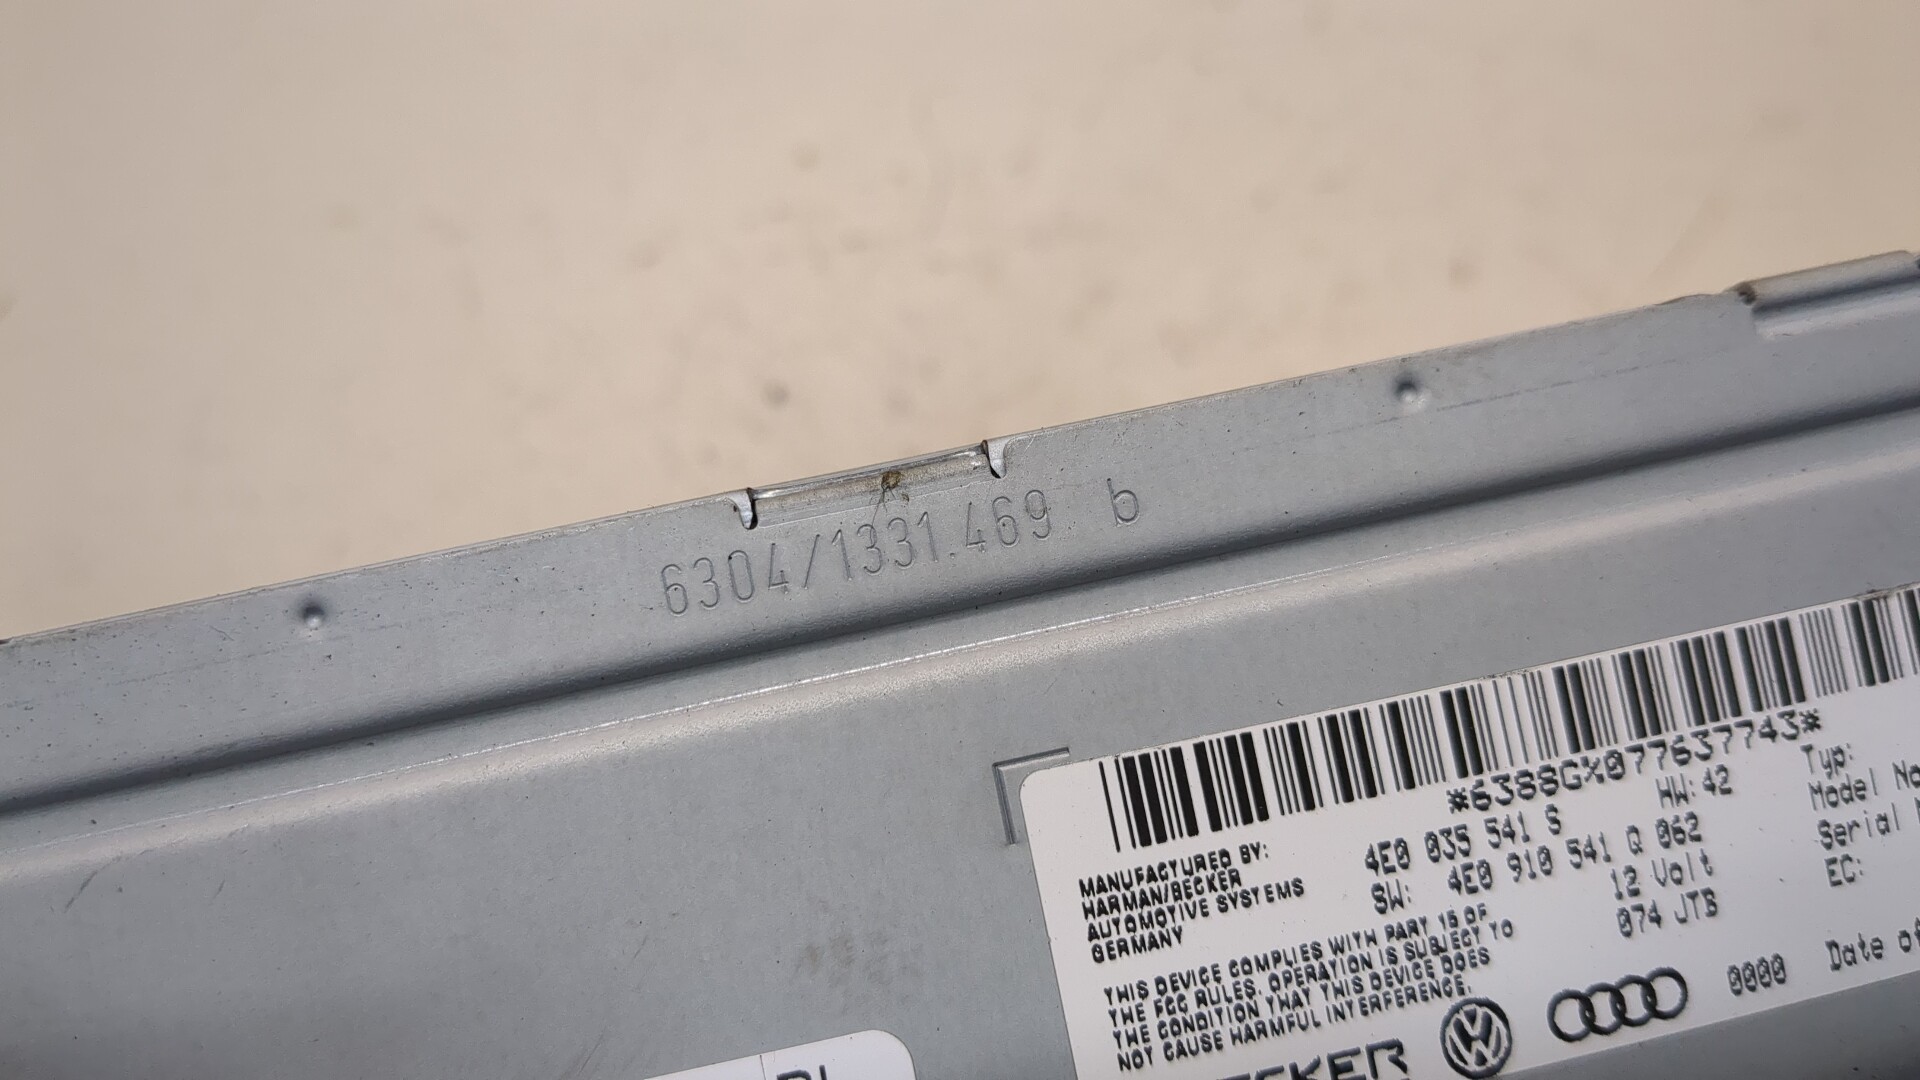 6304/1331.469 b
*6388GX077637743*
HW: 42
4E0 035 541 S
SW: 4E0 910 541 Q 062
12 Volt
074 JTB
MANUFACTURED BY:
HARMAN/BECKER
AUTOMOTIVE SYSTEMS
GERMANY
THIS DEVICE COMPLIES WITH PART 15 OF
THE FCC RULES. OPERATION IS SUBJECT TO
THE CONDITION THAT THIS DEVICE DOES
NOT CAUSE HARMFUL INTERFERENCE.
0000
Typ:
Model No
Serial
EC:
Date of